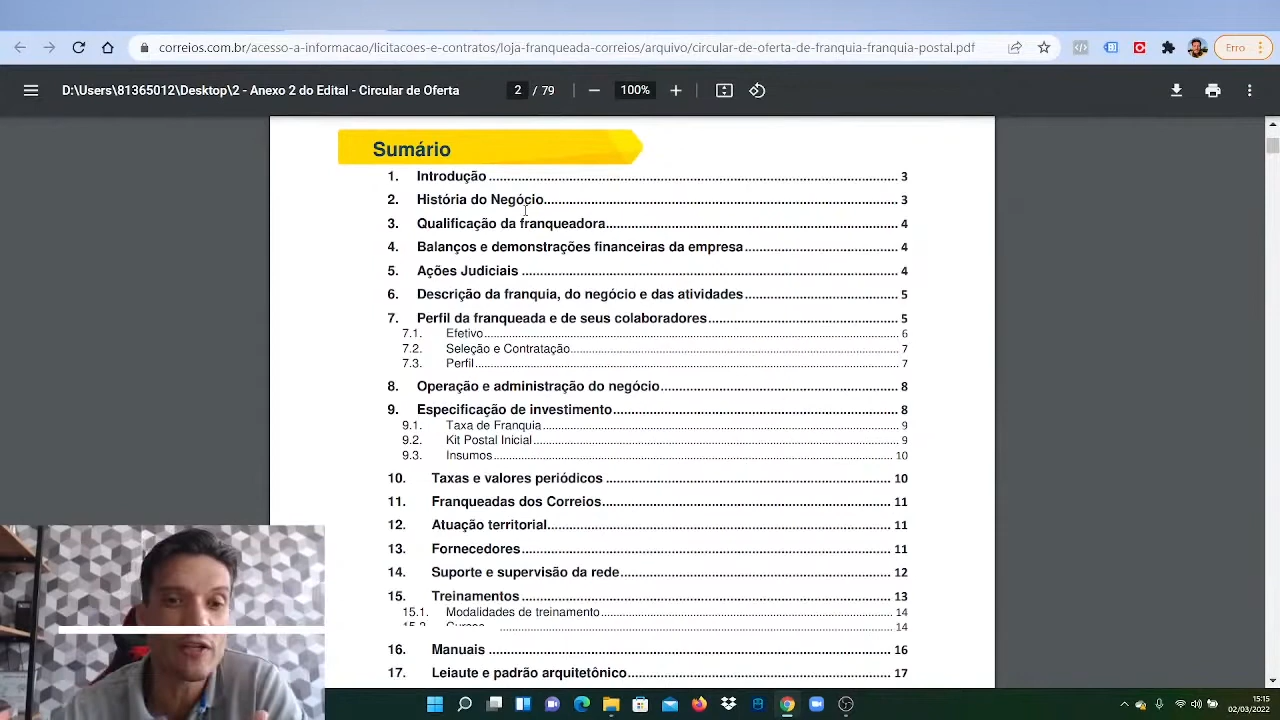 correios.com.br/acesso-a-informacao/licitacoes-e-contratos/loja-franqueada-correios/arquivo/circular-de-oferta-de-franquia-franquia-postal.pdf
Erro
D:\Users\81365012\Desktop\2 - Anexo 2 do Edital - Circular de Oferta
2 / 79
100%
Sumário
1. Introdução 3
2. História do Negócio 3
3. Qualificação da franqueadora 4
4. Balanços e demonstrações financeiras da empresa 4
5. Ações Judiciais 4
6. Descrição da franquia, do negócio e das atividades 5
7. Perfil da franqueada e de seus colaboradores 5
7.1. Efetivo 6
7.2. Seleção e Contratação 7
7.3. Perfil 7
8. Operação e administração do negócio 8
9. Especificação de investimento 8
9.1. Taxa de Franquia 9
9.2. Kit Postal Inicial 9
9.3. Insumos 10
10. Taxas e valores periódicos 10
11. Franqueadas dos Correios 11
12. Atuação territorial 11
13. Fornecedores 11
14. Suporte e supervisão da rede 12
15. Treinamentos 13
15.1. Modalidades de treinamento 14
15.2. Cursos 14
16. Manuais 16
17. Leiaute e padrão arquitetônico 17
15:15
02/03/2022